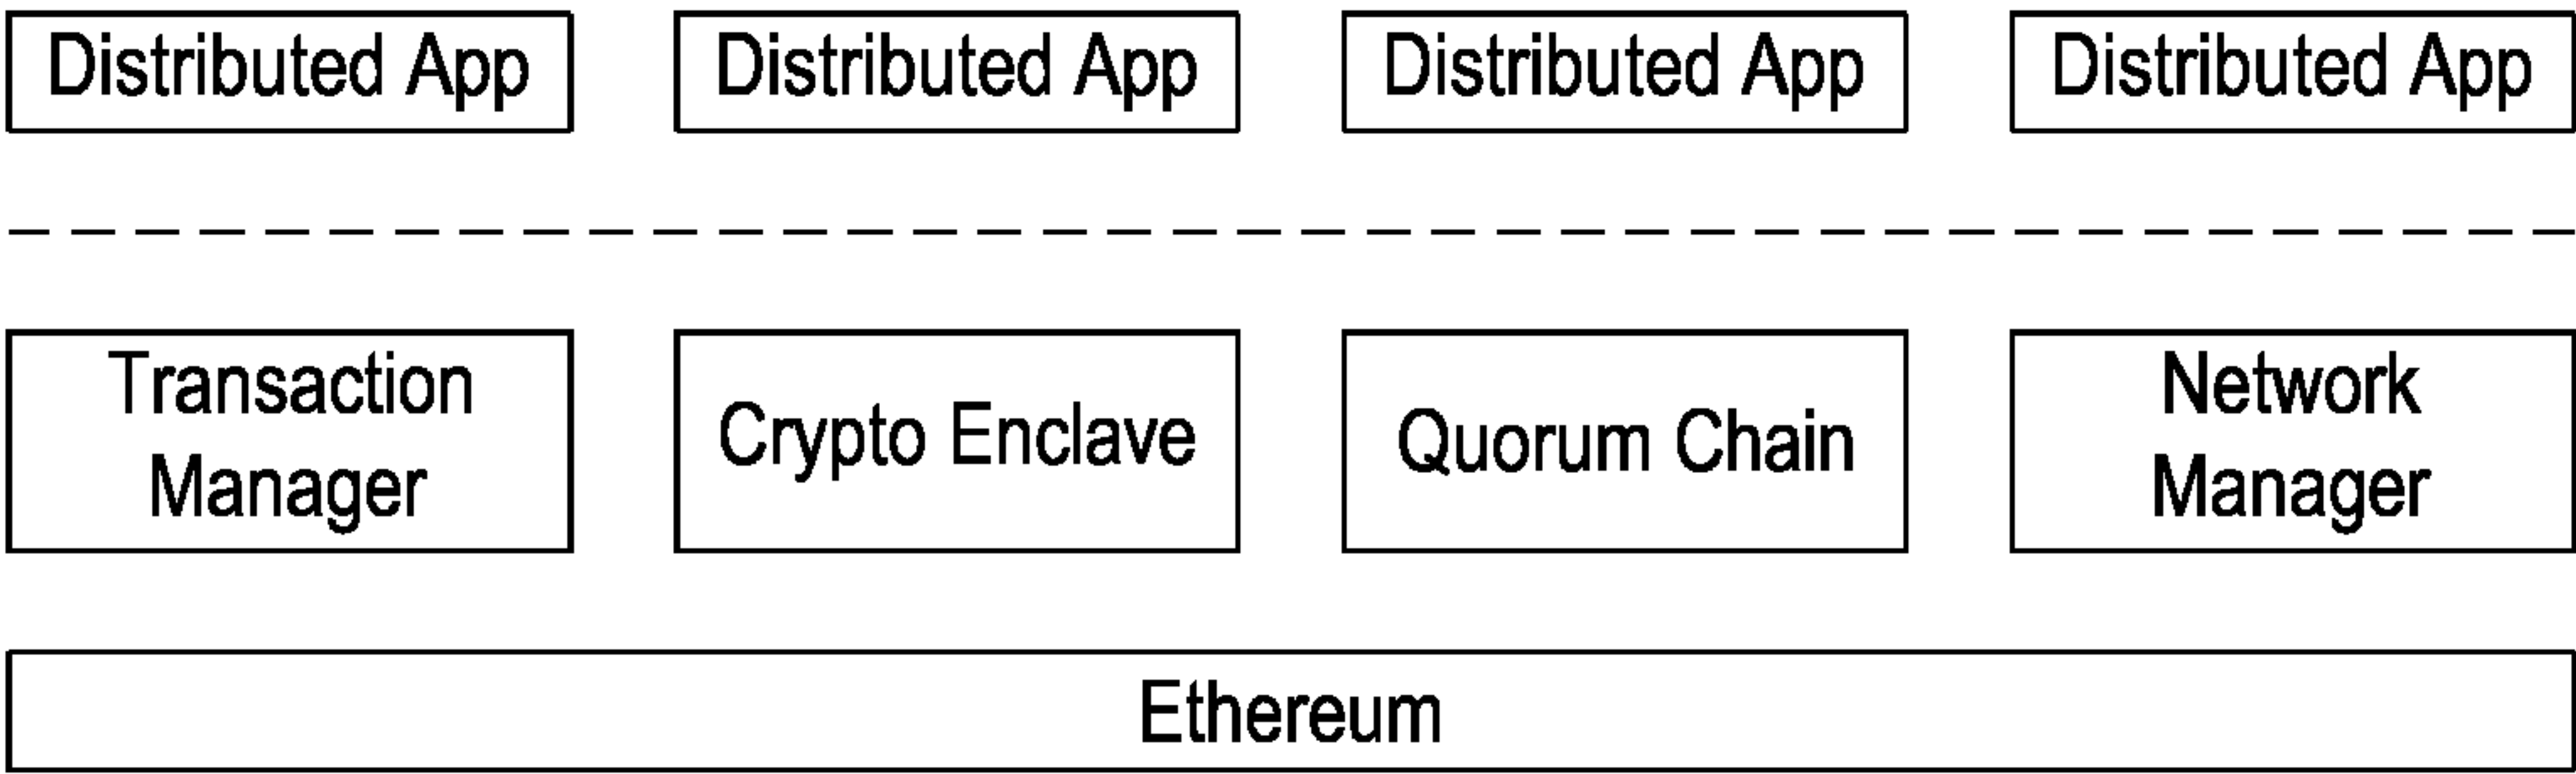 Distributed App
Distributed App
Distributed App
Distributed App
Transaction
Manager
Crypto Enclave
Quorum Chain
Network
Manager
Ethereum